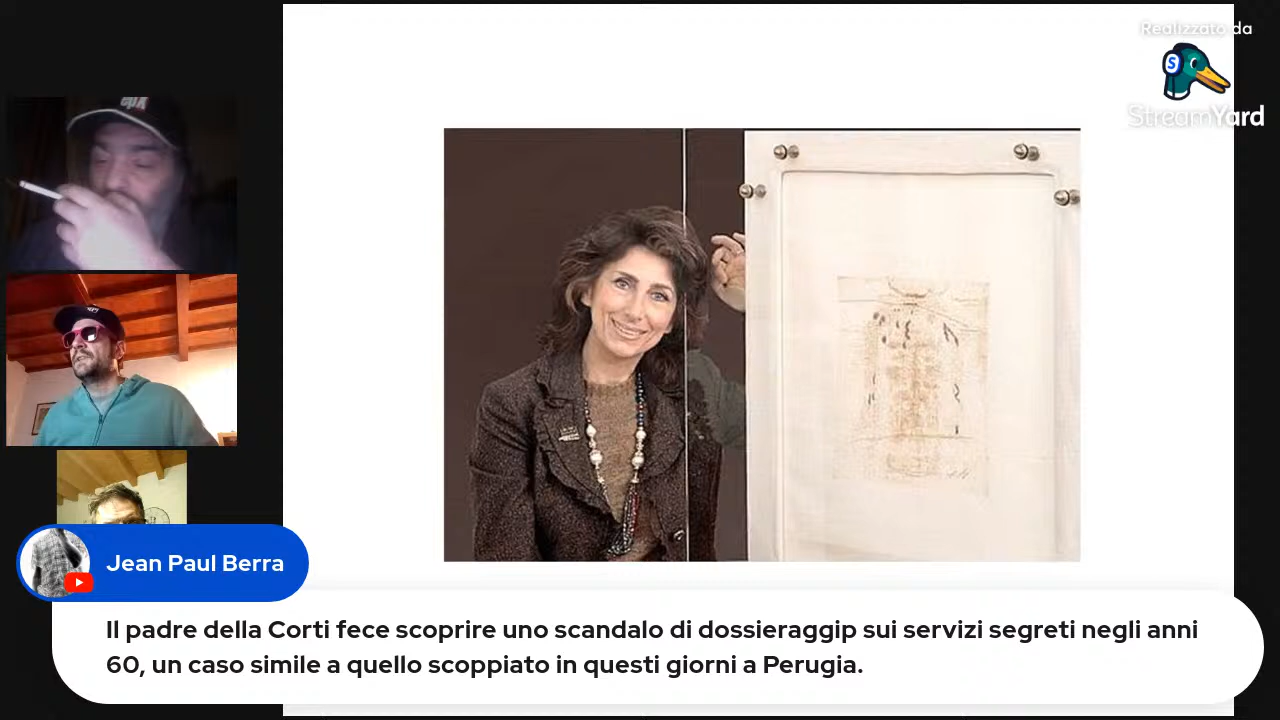 Realizzato da
StreamYard
Jean Paul Berra
Il padre della Corti fece scoprire uno scandalo di dossieraggip sui servizi segreti negli anni
60, un caso simile a quello scoppiato in questi giorni a Perugia.